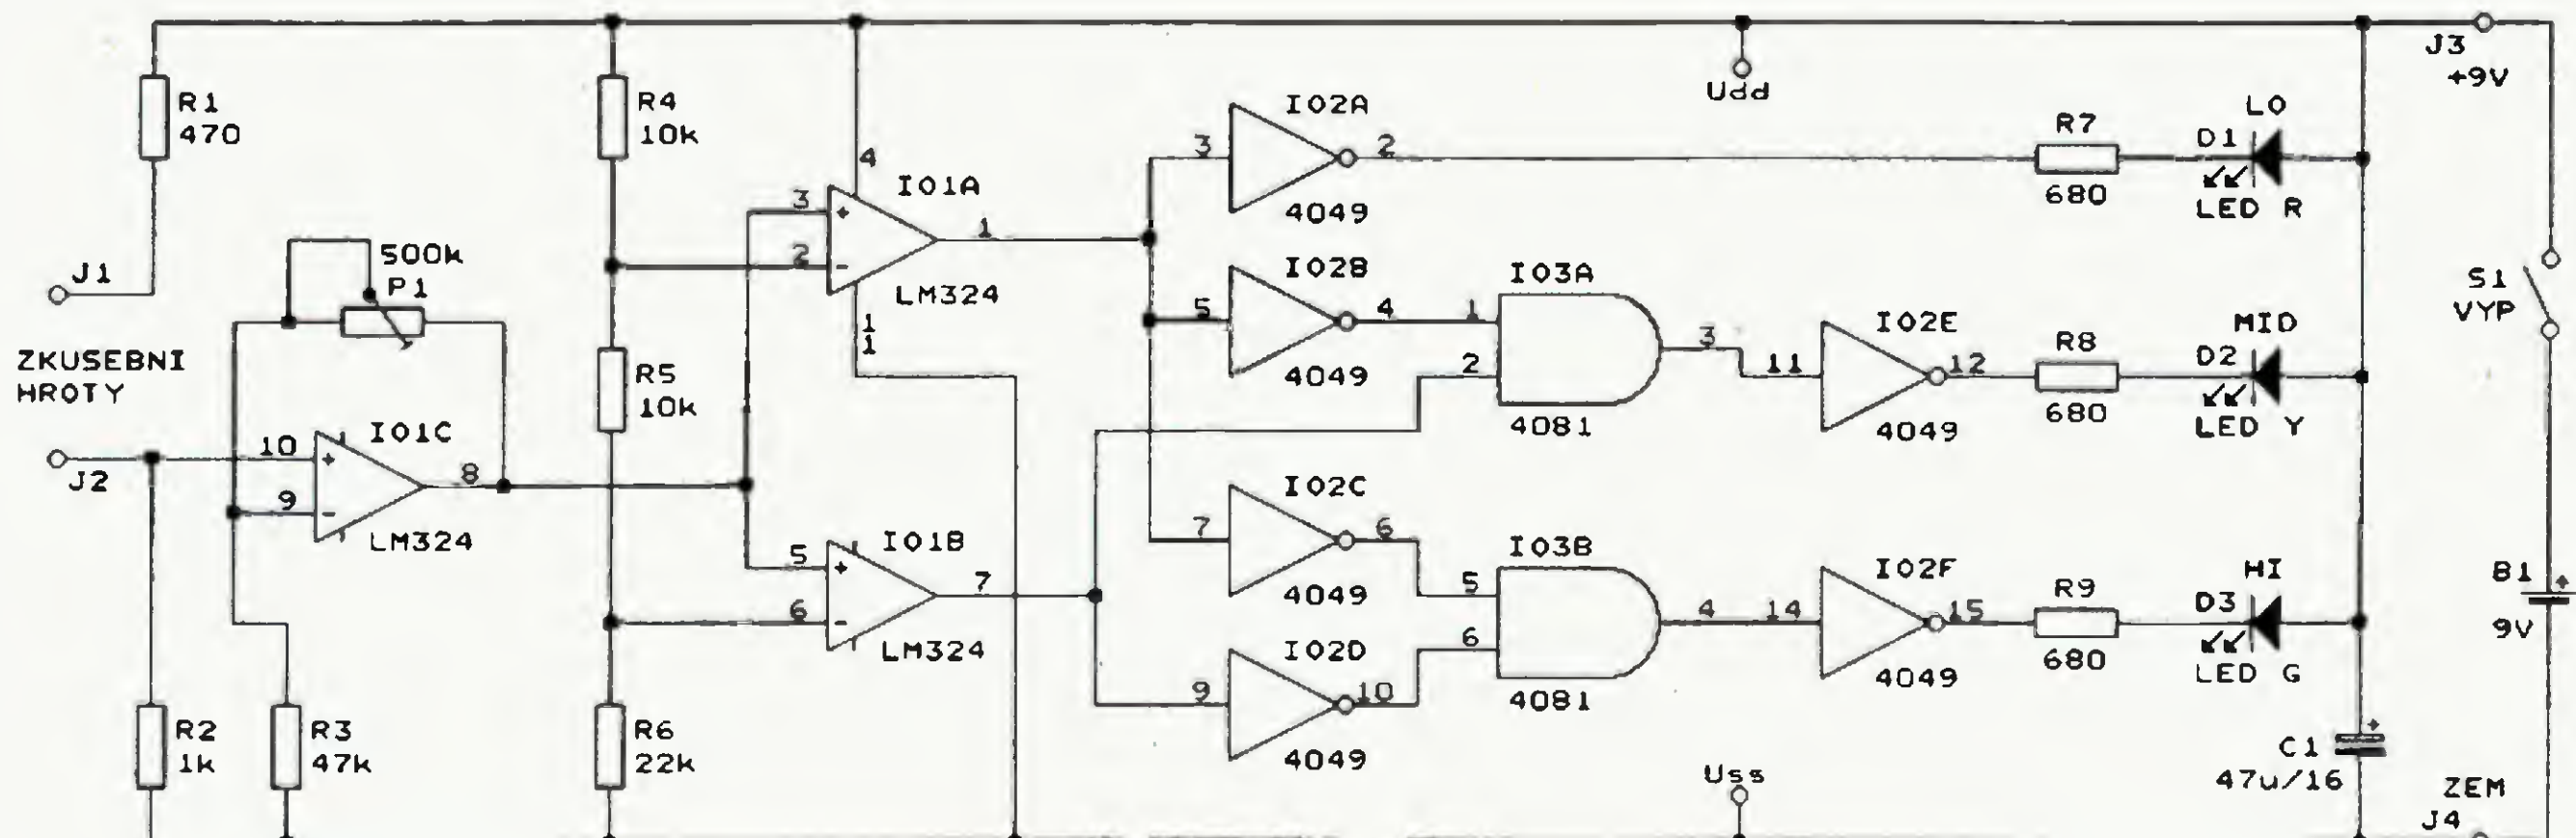 R1
470
J1
ZKUSEBNI
HROTY
J2
R2
1k
500k
P1
10
9
8
IO1C
LM324
R3
47k
R4
10k
R5
10k
R6
22k
3
2
4
1
1
1
IO1A
LM324
5
6
7
IO1B
LM324
3
IO2A
2
4049
5
IO2B
4
4049
7
IO2C
6
4049
9
IO2D
10
4049
1
2
IO3A
3
4081
5
6
IO3B
4
4081
11
IO2E
12
4049
14
IO2F
15
4049
Udd
Uss
R7
680
LO
D1
LED R
R8
680
MID
D2
LED Y
R9
680
HI
D3
LED G
+
C1
47u/16
J3
+9V
S1
VYP
B1
+
9V
ZEM
J4